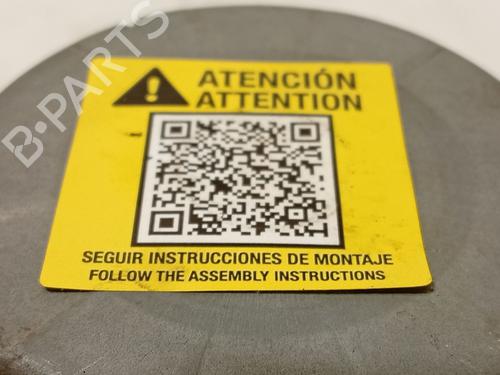 B-PARTS
ATENCIÓN
ATTENTION
SEGUIR INSTRUCCIONES DE MONTAJE
FOLLOW THE ASSEMBLY INSTRUCTIONS